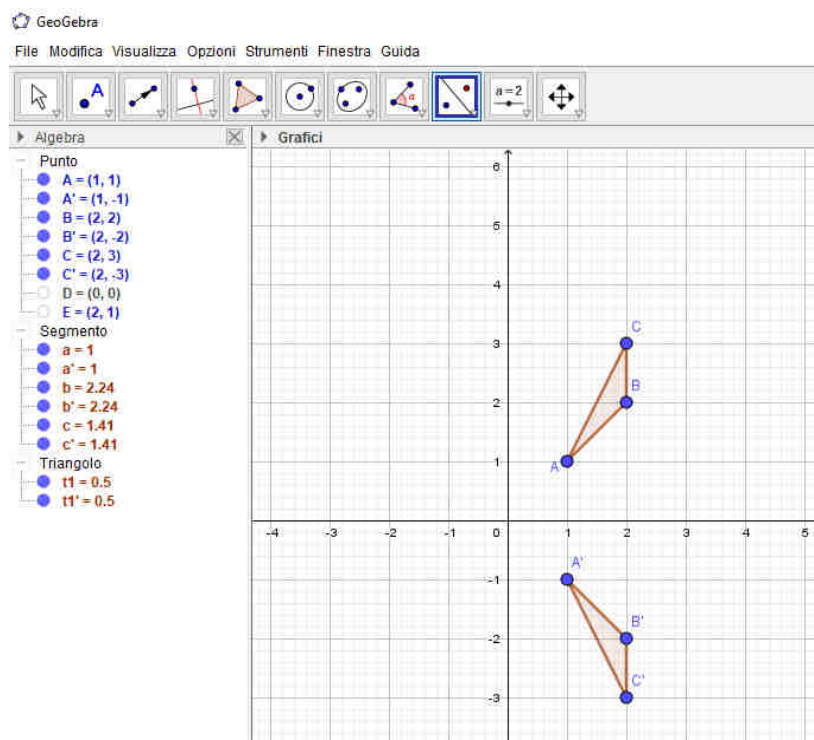 GeoGebra
File Modifica Visualizza Opzioni Strumenti Finestra Guida
A
α
a=2
Algebra
Grafici
Punto
A = (1, 1)
A' = (1, -1)
B = (2, 2)
B' = (2, -2)
C = (2, 3)
C' = (2, -3)
D = (0, 0)
E = (2, 1)
Segmento
a = 1
a' = 1
b = 2.24
b' = 2.24
c = 1.41
c' = 1.41
Triangolo
t1 = 0.5
t1' = 0.5
6
5
4
C
3
B
2
A
1
-4 -3 -2 -1 0 1 2 3 4 5
A'
-1
B'
-2
C'
-3